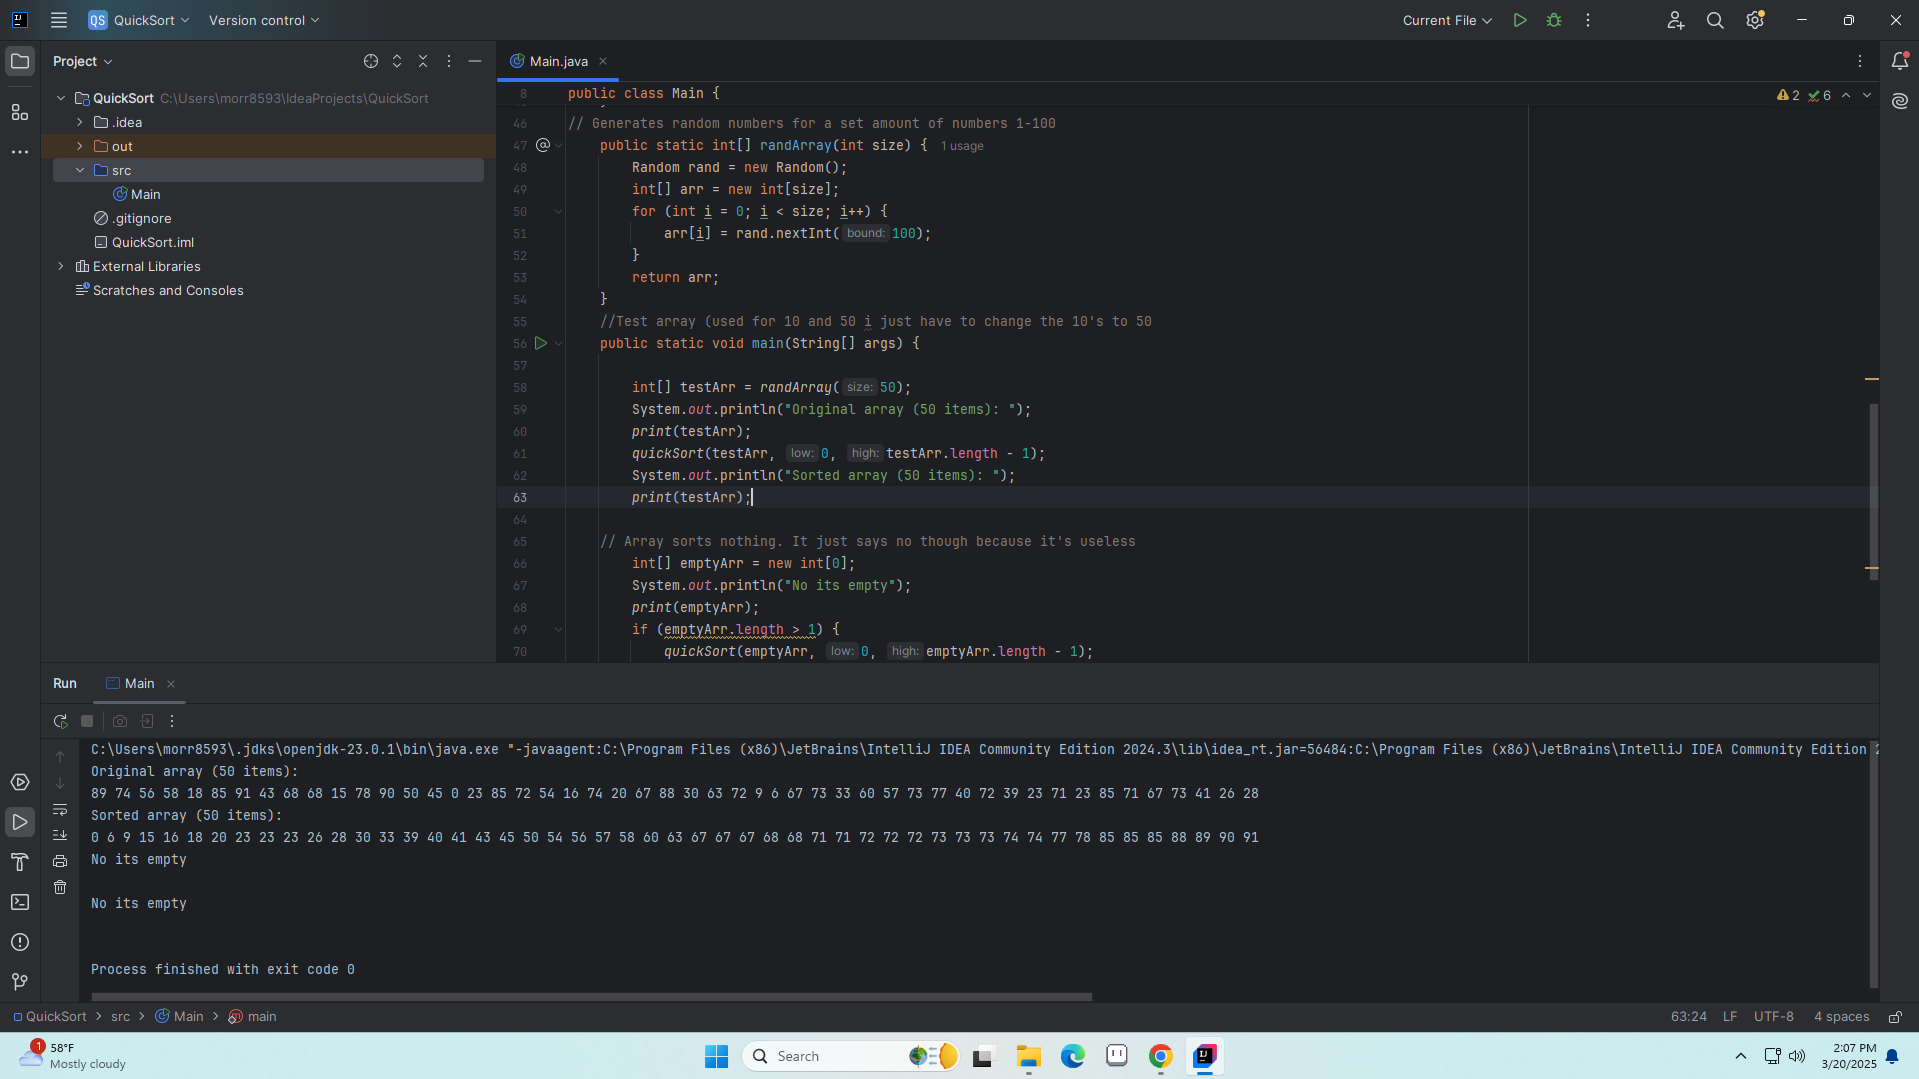 QS QuickSort Version control Current File
Project
Main.java
QuickSort C:\Users\morr8593\IdeaProjects\QuickSort
.idea
out
src
Main
.gitignore
QuickSort.iml
External Libraries
Scratches and Consoles
8 public class Main {
2 6
46 // Generates random numbers for a set amount of numbers 1-100
47 @ public static int[] randArray(int size) { 1 usage
48 Random rand = new Random();
49 int[] arr = new int[size];
50 for (int i = 0; i < size; i++) {
51 arr[i] = rand.nextInt( bound: 100);
52 }
53 return arr;
54 }
55 //Test array (used for 10 and 50 i just have to change the 10's to 50
56 public static void main(String[] args) {
57
58 int[] testArr = randArray( size: 50);
59 System.out.println("Original array (50 items): ");
60 print(testArr);
61 quickSort(testArr, low: 0, high: testArr.length - 1);
62 System.out.println("Sorted array (50 items): ");
63 print(testArr);
64
65 // Array sorts nothing. It just says no though because it's useless
66 int[] emptyArr = new int[0];
67 System.out.println("No its empty");
68 print(emptyArr);
69 if (emptyArr.length > 1) {
70 quickSort(emptyArr, low: 0, high: emptyArr.length - 1);
Run Main
C:\Users\morr8593\.jdks\openjdk-23.0.1\bin\java.exe "-javaagent:C:\Program Files (x86)\JetBrains\IntelliJ IDEA Community Edition 2024.3\lib\idea_rt.jar=56484:C:\Program Files (x86)\JetBrains\IntelliJ IDEA Community Edition
Original array (50 items):
89 74 56 58 18 85 91 43 68 68 15 78 90 50 45 0 23 85 72 54 16 74 20 67 88 30 63 72 9 6 67 73 33 60 57 73 77 40 72 39 23 71 23 85 71 67 73 41 26 28
Sorted array (50 items):
0 6 9 15 16 18 20 23 23 23 26 28 30 33 39 40 41 43 45 50 54 56 57 58 60 63 67 67 67 68 68 71 71 72 72 72 73 73 73 74 74 77 78 85 85 85 88 89 90 91
No its empty
No its empty
Process finished with exit code 0
QuickSort > src > Main > main 63:24 LF UTF-8 4 spaces
1
58°F
Mostly cloudy
Search
2:07 PM
3/20/2025